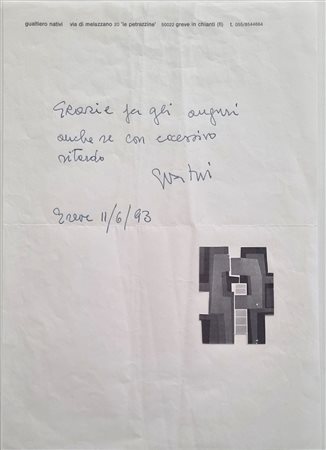 gualtiero nativi via di melazzano 20 'le petrazzine' 50022 greve in chianti (fi) t. 055/8544664
Grazie per gli auguri
anche se con eccessivo
ritardo
Nativi
Greve 11/6/93